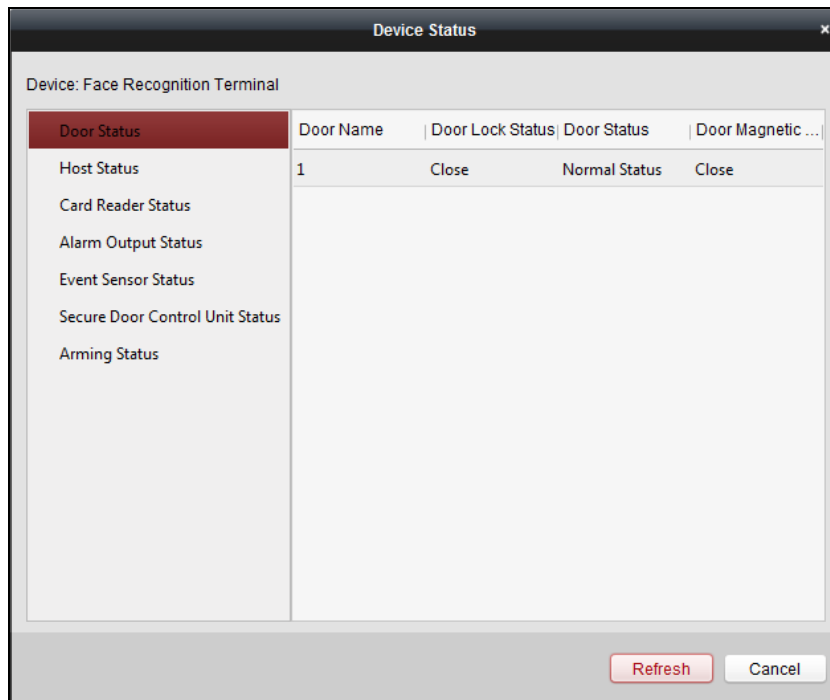 Device Status
×
Device: Face Recognition Terminal
Door Status
Host Status
Card Reader Status
Alarm Output Status
Event Sensor Status
Secure Door Control Unit Status
Arming Status
Door Name Door Lock Status Door Status Door Magnetic ...
1 Close Normal Status Close
Refresh Cancel